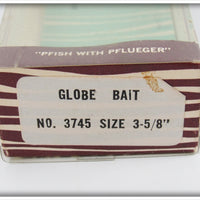 "PFISH WITH PFLUEGER"
GLOBE BAIT
NO. 3745 SIZE 3-5/8"